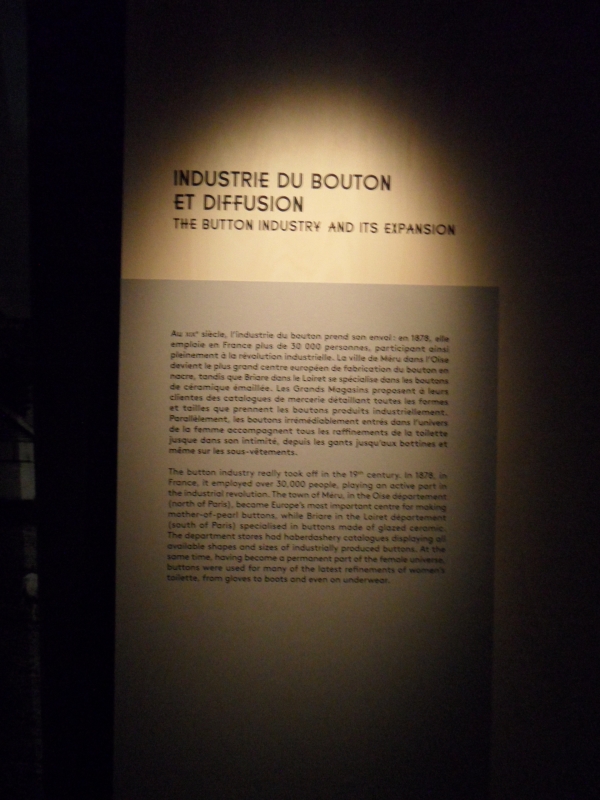 INDUSTRIE DU BOUTON
ET DIFFUSION
THE BUTTON INDUSTRY AND ITS EXPANSION
Au XIXe siècle, l'industrie du bouton prend son envol : en 1878, elle
emploie en France plus de 30 000 personnes, participant ainsi
pleinement à la révolution industrielle. La ville de Méru dans l'Oise
devient le plus grand centre européen de fabrication du bouton en
nacre, tandis que Briare dans le Loiret se spécialise dans les boutons
de céramique émaillée. Les Grands Magasins proposent à leurs
clientes des catalogues de mercerie détaillant toutes les formes
et tailles que prennent les boutons produits industriellement.
Parallèlement, les boutons irrémédiablement entrés dans l'univers
de la femme accompagnent tous les raffinements de la toilette
jusque dans son intimité, depuis les gants jusqu'aux bottines et
même sur les sous-vêtements.
The button industry really took off in the 19th century. In 1878, in
France, it employed over 30,000 people, playing an active part in
the industrial revolution. The town of Méru, in the Oise département
(north of Paris), became Europe's most important centre for making
mother-of-pearl buttons, while Briare in the Loiret département
(south of Paris) specialised in buttons made of glazed ceramic.
The department stores had haberdashery catalogues displaying all
available shapes and sizes of industrially produced buttons. At the
same time, having become a permanent part of the female universe,
buttons were used for many of the latest refinements of women's
toilette, from gloves to boots and even on underwear.